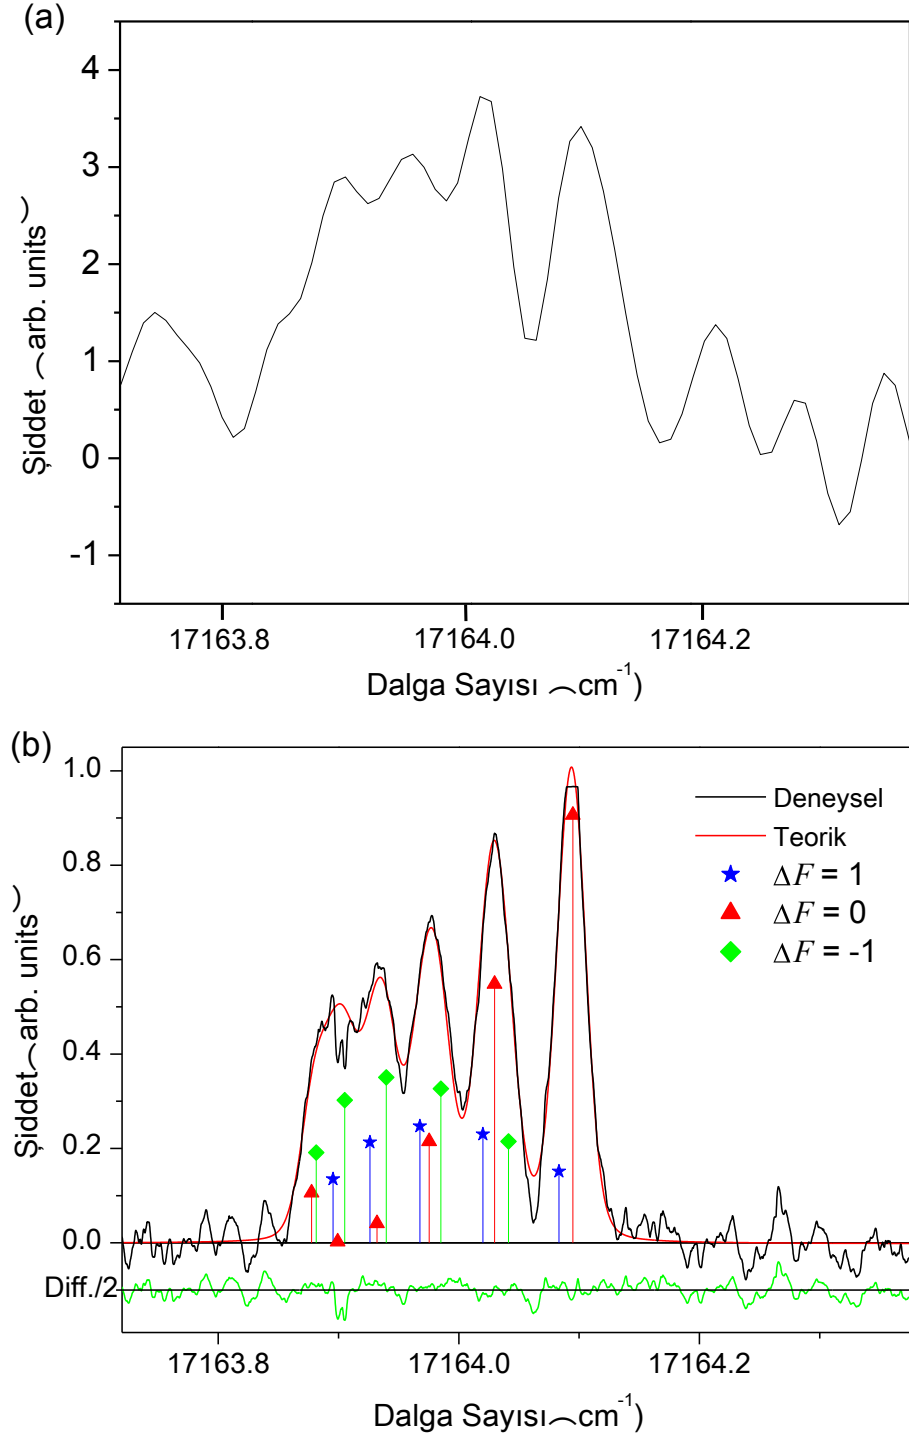 (a)
4
3
2
1
0
-1
Şiddet (arb. units)
17163.8 17164.0 17164.2
Dalga Sayısı (cm-1)
(b)
1.0
0.8
0.6
0.4
0.2
0.0
Diff./2
Şiddet(arb. units)
Deneysel
Teorik
ΔF = 1
ΔF = 0
ΔF = -1
17163.8 17164.0 17164.2
Dalga Sayısı(cm-1)